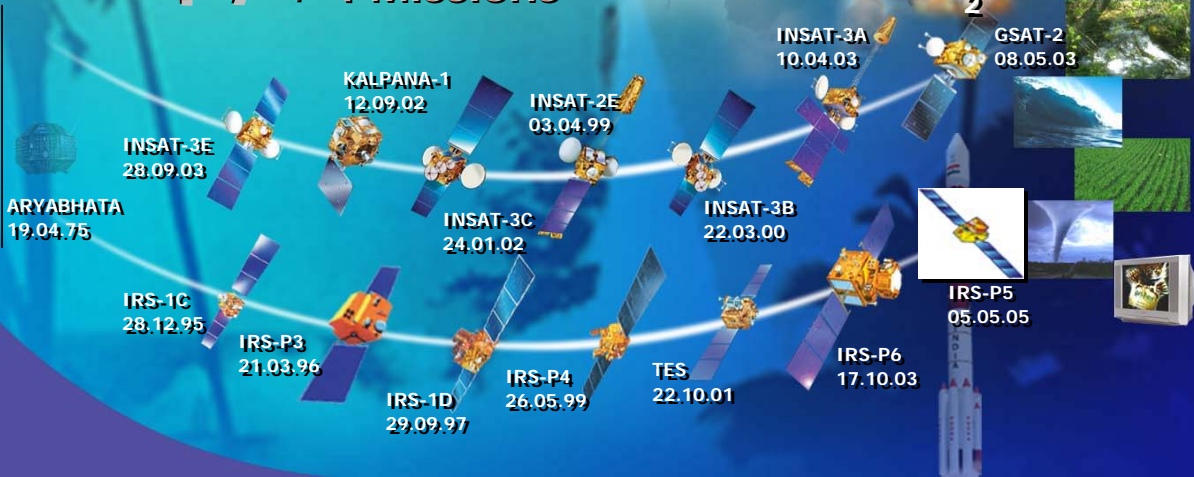 Missions
2
INSAT-3A
10.04.03
GSAT-2
08.05.03
KALPANA-1
12.09.02
INSAT-2E
03.04.99
INSAT-3E
28.09.03
ARYABHATA
19.04.75
INSAT-3C
24.01.02
INSAT-3B
22.03.00
IRS-1C
28.12.95
IRS-P3
21.03.96
IRS-1D
29.09.97
IRS-P4
26.05.99
TES
22.10.01
IRS-P6
17.10.03
IRS-P5
05.05.05
INDIA